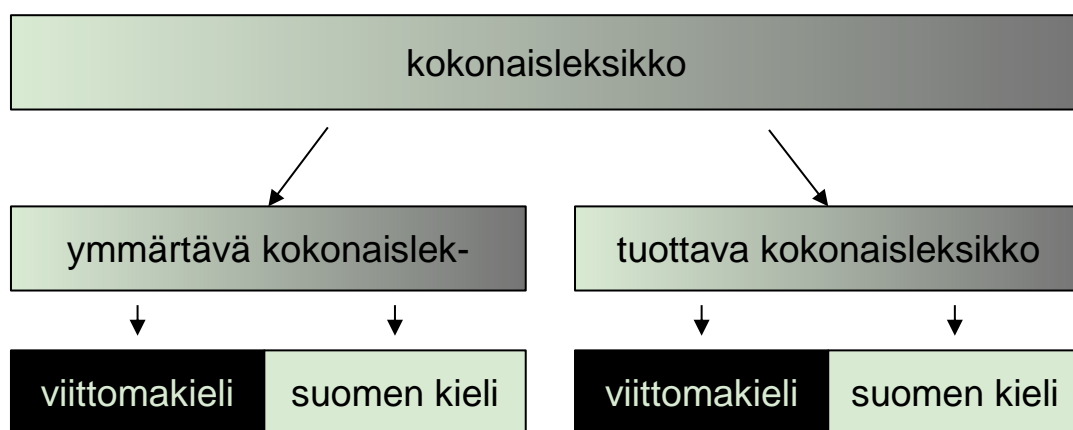 kokonaisleksikko
ymmärtävä kokonaislek-
tuottava kokonaisleksikko
viittomakieli
suomen kieli
viittomakieli
suomen kieli